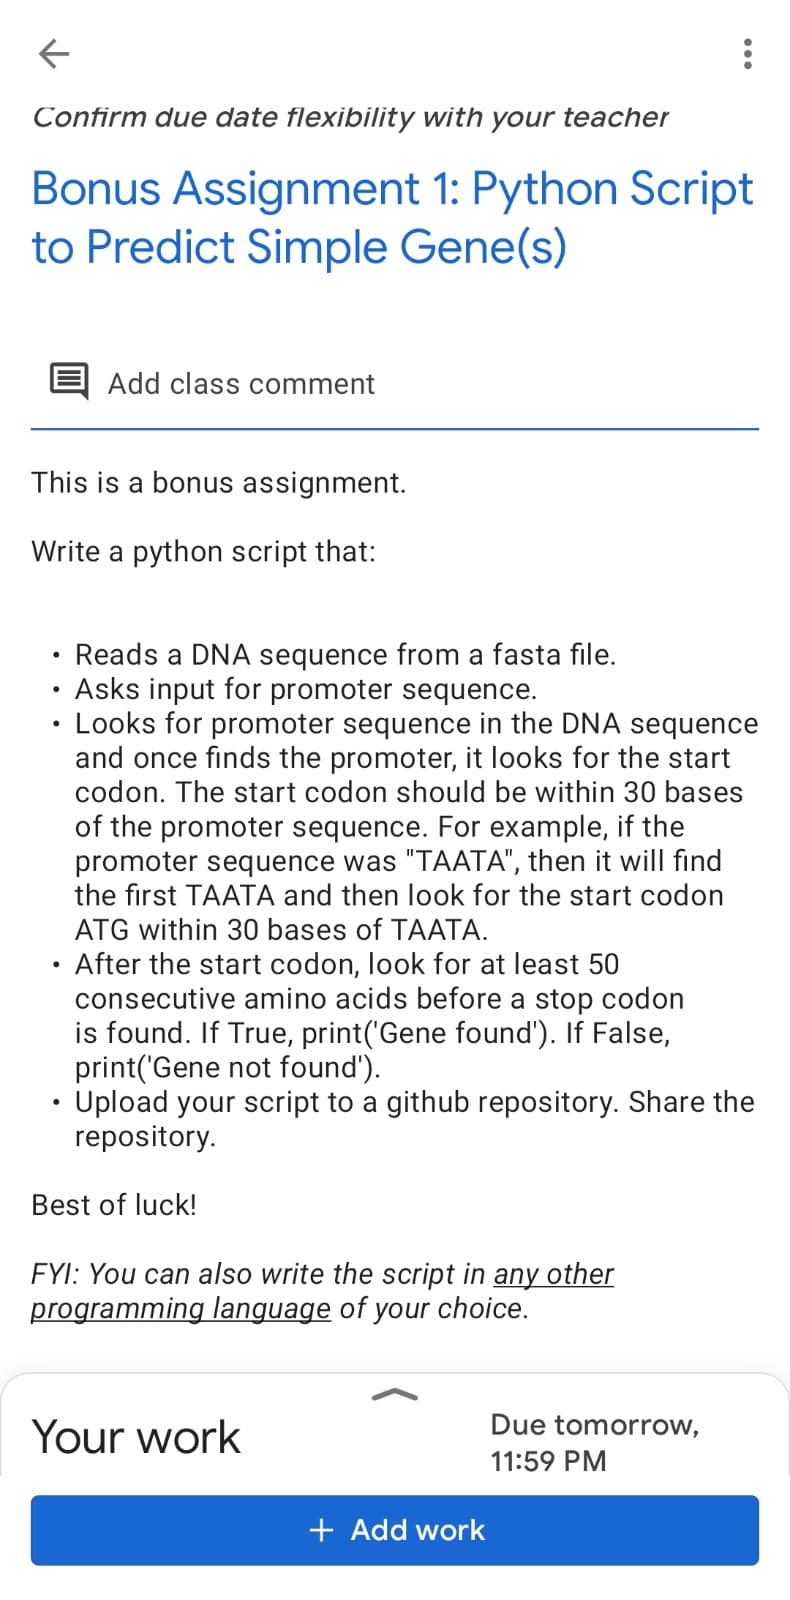 Confirm due date flexibility with your teacher
Bonus Assignment 1: Python Script
to Predict Simple Gene(s)
Add class comment
This is a bonus assignment.
Write a python script that:
• Reads a DNA sequence from a fasta file.
• Asks input for promoter sequence.
• Looks for promoter sequence in the DNA sequence
and once finds the promoter, it looks for the start
codon. The start codon should be within 30 bases
of the promoter sequence. For example, if the
promoter sequence was "TAATA", then it will find
the first TAATA and then look for the start codon
ATG within 30 bases of TAATA.
• After the start codon, look for at least 50
consecutive amino acids before a stop codon
is found. If True, print('Gene found'). If False,
print('Gene not found').
• Upload your script to a github repository. Share the
repository.
Best of luck!
FYI: You can also write the script in any other
programming language of your choice.
Your work
Due tomorrow,
11:59 PM
+ Add work